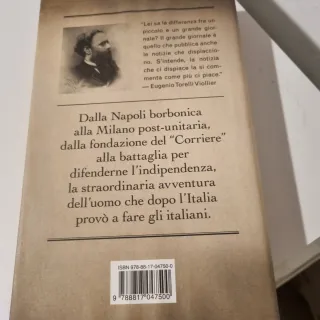 "Lei sa la differenza fra un
piccolo e un grande gior-
nale? Il grande giornale è
quello che pubblica anche
le notizie che dispiaccio-
no. S'intende, la notizia
che ci dispiace la si com-
menta come più ci piace."
— Eugenio Torelli Viollier
Dalla Napoli borbonica
alla Milano post-unitaria,
dalla fondazione del "Corriere"
alla battaglia per
difenderne l'indipendenza,
la straordinaria avventura
dell'uomo che dopo l'Italia
provò a fare gli italiani.
ISBN 978-88-17-04750-0
9 788817 047500